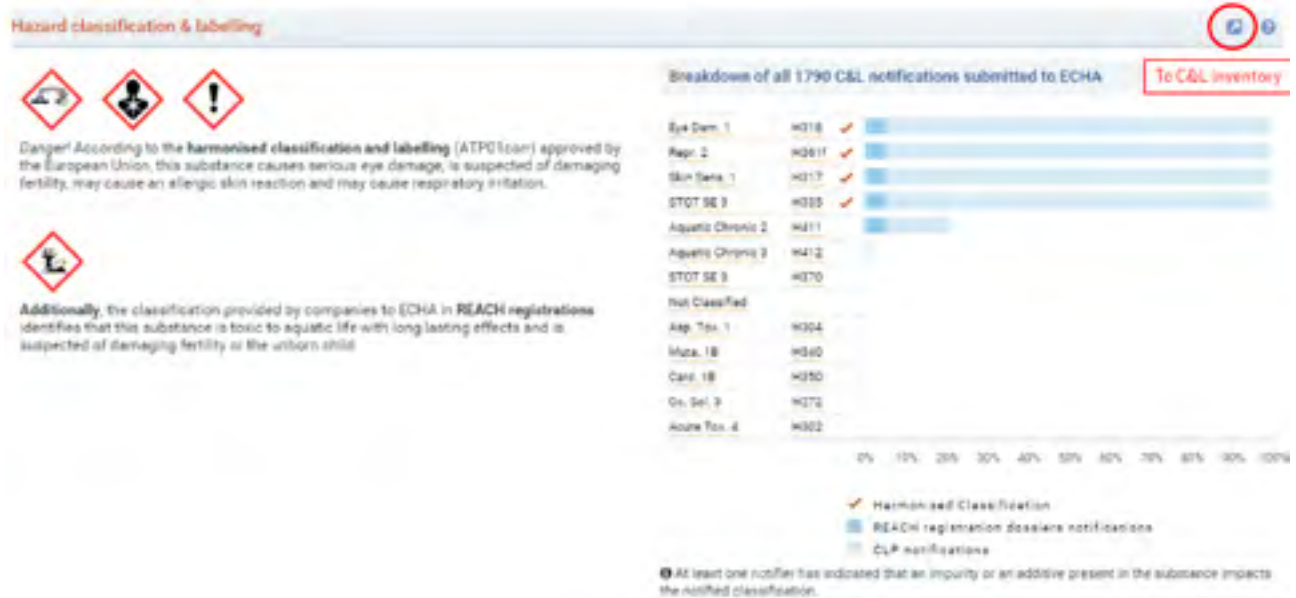 Hazard classification & labelling
Breakdown of all 1790 C&L notifications submitted to ECHA
To C&L inventory
Danger! According to the harmonised classification and labelling (ATP01corr) approved by
the European Union, this substance causes serious eye damage, is suspected of damaging
fertility, may cause an allergic skin reaction and may cause respiratory irritation.
Additionally, the classification provided by companies to ECHA in REACH registrations
identifies that this substance is toxic to aquatic life with long lasting effects and is
suspected of damaging fertility or the unborn child
Eye Dam. 1 H318
Repr. 2 H361f
Skin Sens. 1 H317
STOT SE 3 H335
Aquatic Chronic 2 H411
Aquatic Chronic 3 H412
STOT SE H370
Not Classified
Asp. Tox. 1 H304
Muta. 1B H340
Carc. 1B H350
Ox. Sol. 3 H272
Acute Tox. 4 H302
0% 10% 20% 30% 40% 50% 60% 70% 80% 90% 100%
Harmonised Classification
REACH registration dossiers notifications
CLP notifications
At least one notifier has indicated that an impurity or an additive present in the substance impacts
the notified classification.